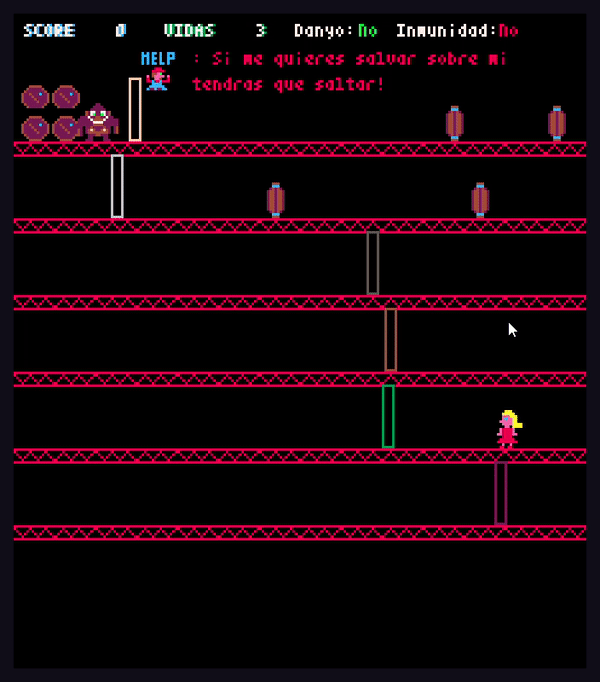 SCORE 0 VIDAS 3 Danyo: No Inmunidad: No
HELP : Si me quieres salvar sobre mi
tendras que saltar!